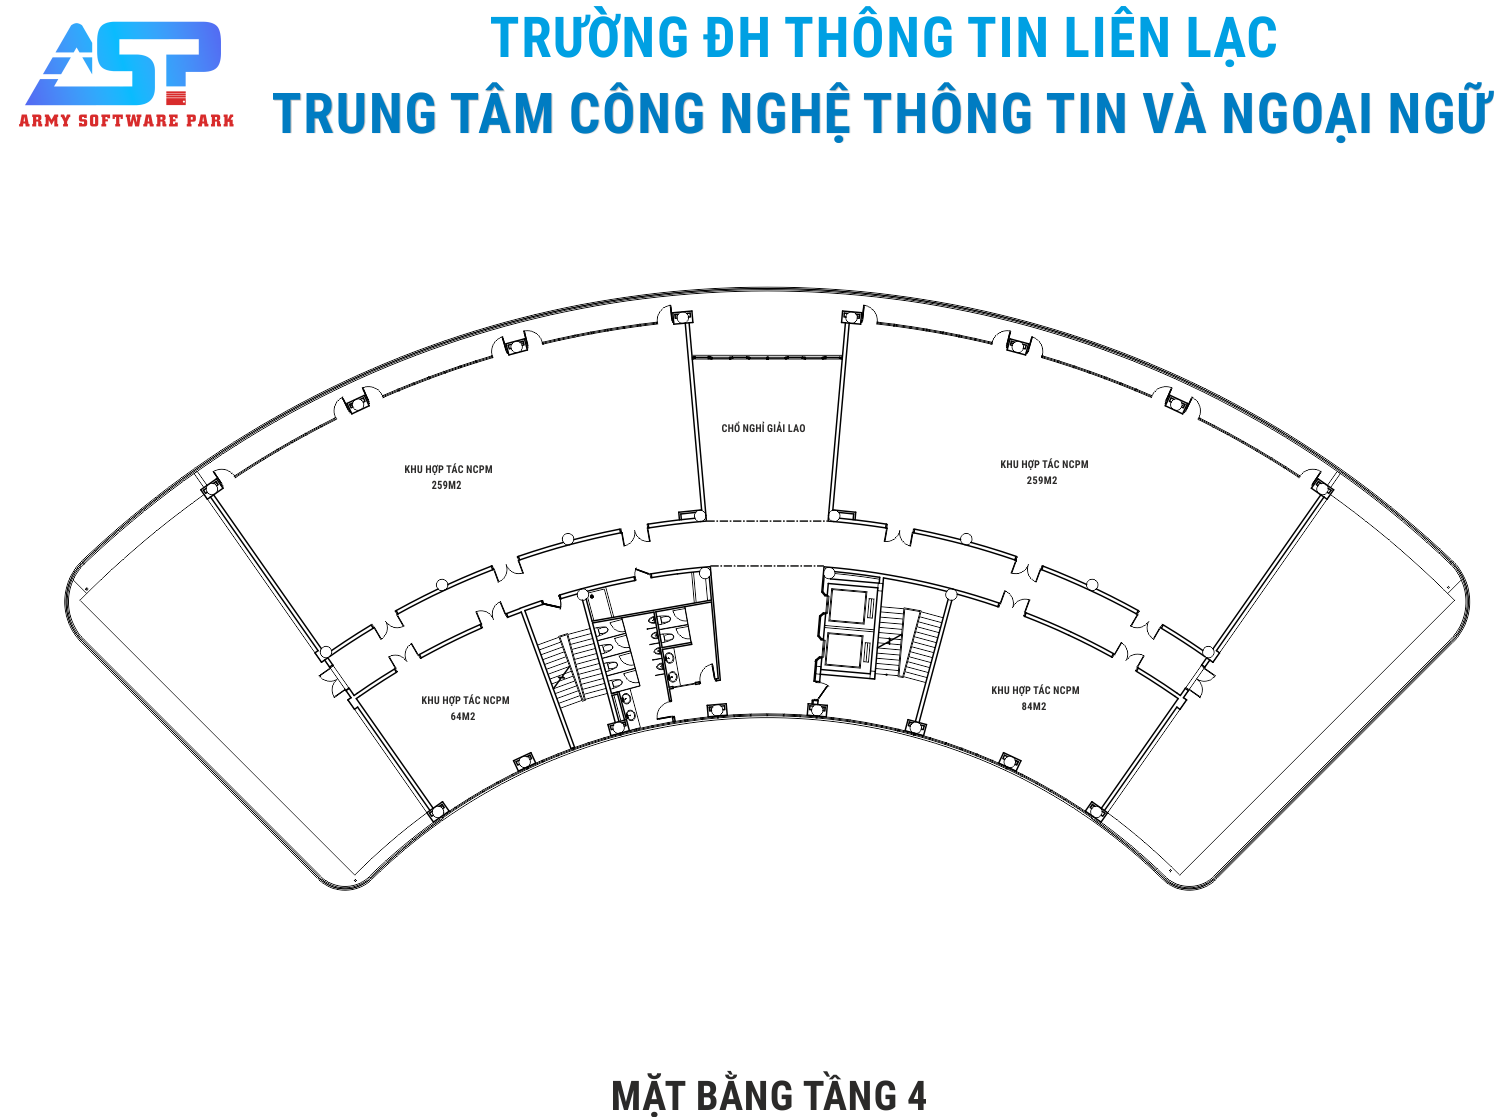 TRƯỜNG ĐH THÔNG TIN LIÊN LẠC
TRUNG TÂM CÔNG NGHỆ THÔNG TIN VÀ NGOẠI NGỮ
ASP
ARMY SOFTWARE PARK
CHỖ NGHỈ GIẢI LAO
KHU HỢP TÁC NCPM
259M2
KHU HỢP TÁC NCPM
259M2
KHU HỢP TÁC NCPM
64M2
KHU HỢP TÁC NCPM
84M2
MẶT BẰNG TẦNG 4